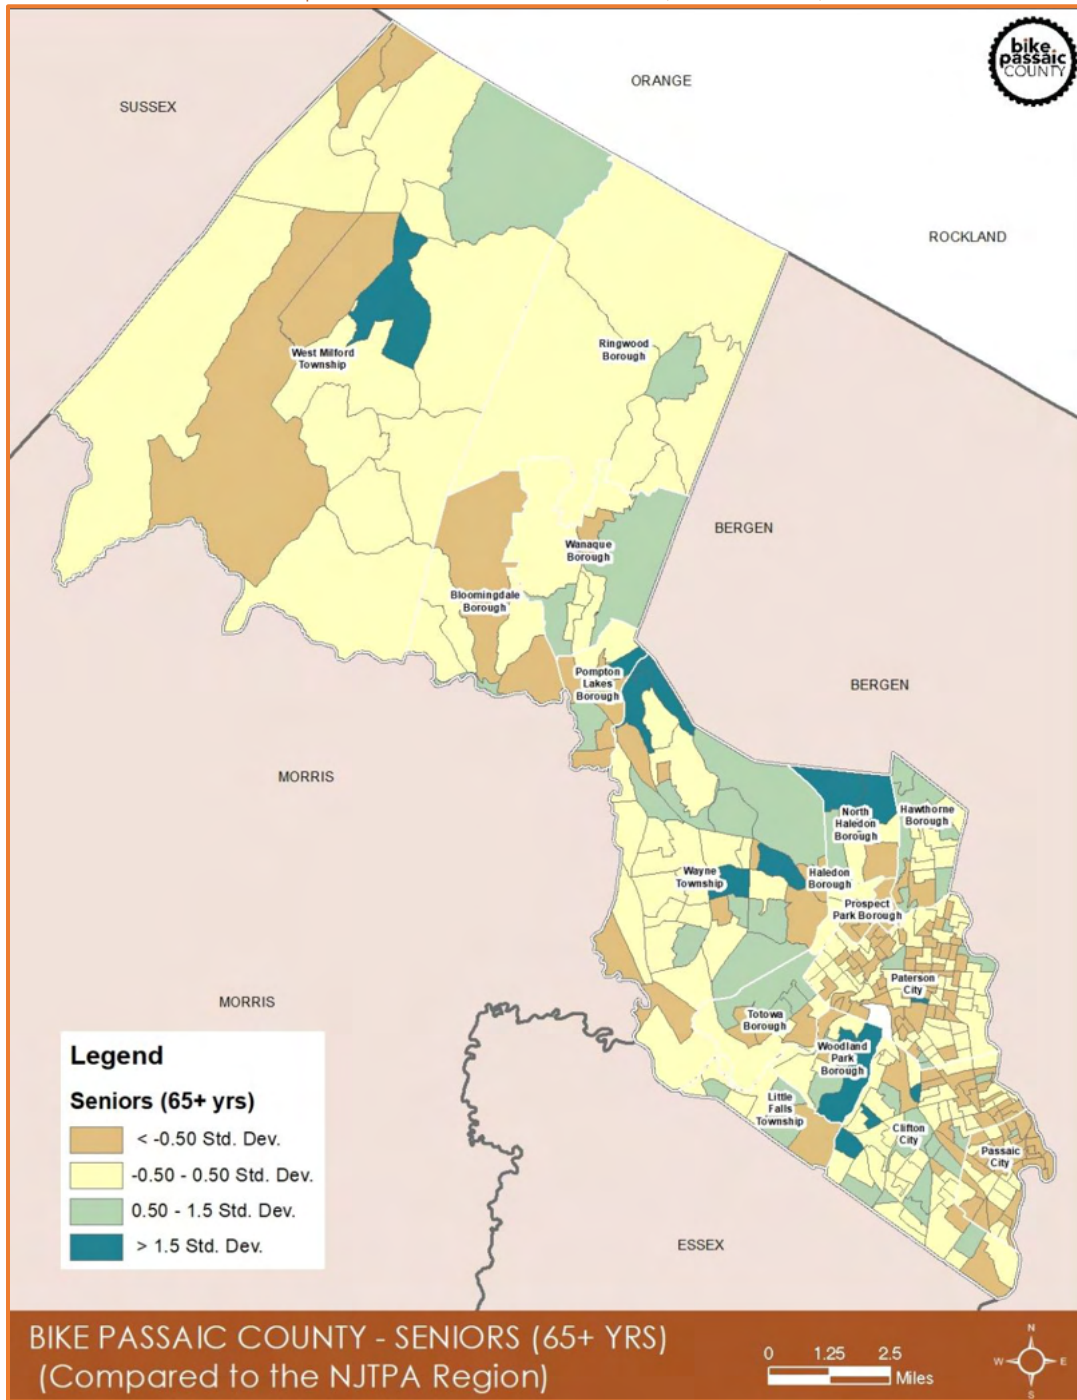 bike
passaic
COUNTY
ORANGE
SUSSEX
ROCKLAND
Ringwood
Borough
West Milford
Township
BERGEN
Wanaque
Borough
Bloomingdale
Borough
Pompton
Lakes
Borough
BERGEN
MORRIS
North
Haledon
Borough
Hawthorne
Borough
Wayne
Township
Haledon
Borough
Prospect
Park Borough
Paterson
City
MORRIS
Totowa
Borough
Woodland
Park
Borough
Little
Falls
Township
Clifton
City
Passaic
City
ESSEX
Legend
Seniors (65+ yrs)
< -0.50 Std. Dev.
-0.50 - 0.50 Std. Dev.
0.50 - 1.5 Std. Dev.
> 1.5 Std. Dev.
BIKE PASSAIC COUNTY - SENIORS (65+ YRS)
(Compared to the NJTPA Region)
0 1.25 2.5
Miles
N
W E
S